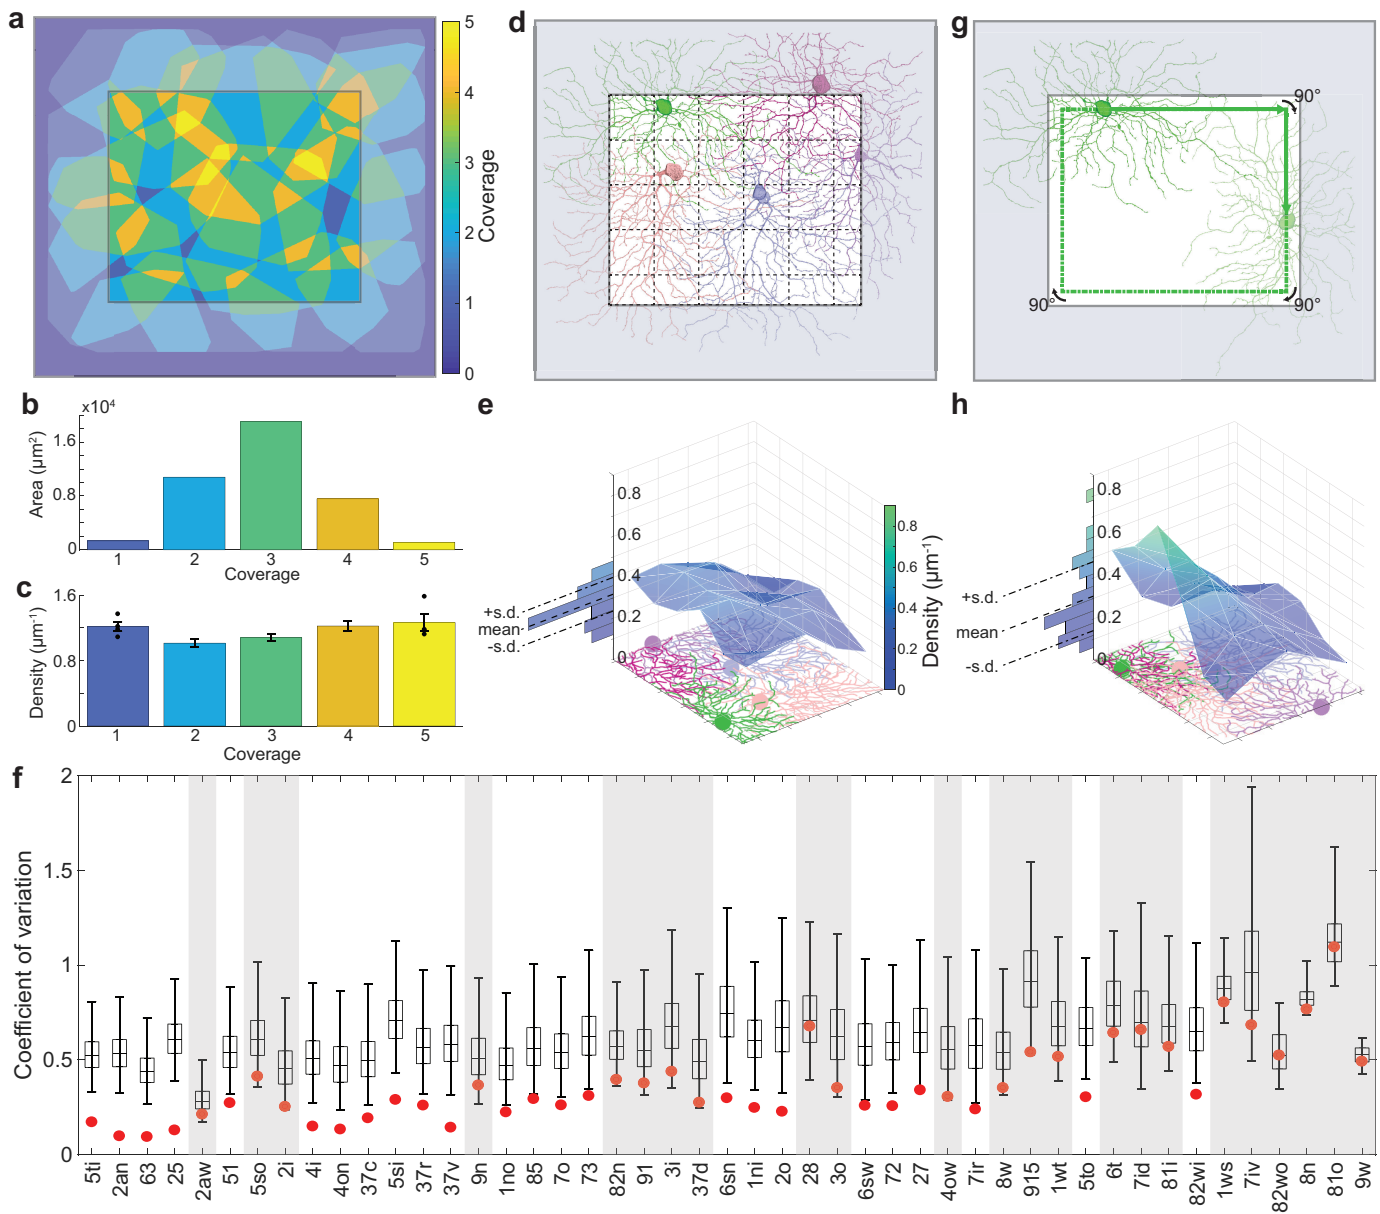 a
5
4
3
2
1
0
Coverage
d
g
90°
90°
90°
b
x10⁴
1.6
0.8
0
Area (μm²)
1 2 3 4 5
Coverage
c
1.6
0.8
0
Density (μm⁻¹)
1 2 3 4 5
Coverage
e
0.8
0.6
0.4
0.2
0
+s.d.
mean
-s.d.
0.8
0.6
0.4
0.2
0
Density (μm⁻¹)
h
0.8
0.6
0.4
0.2
0
+s.d.
mean
-s.d.
f
2
1.5
1
0.5
0
Coefficient of variation
5ti 2an 63 25 2aw 51 5so 2i 4i 4on 37c 5si 37r 37v 9n 1no 85 7o 73 82n 91 3i 37d 6sn 1ni 2o 28 3o 6sw 72 27 4ow 7ir 8w 915 1wt 5to 6t 7id 81i 82wi 1ws 7iv 82wo 8n 81o 9w